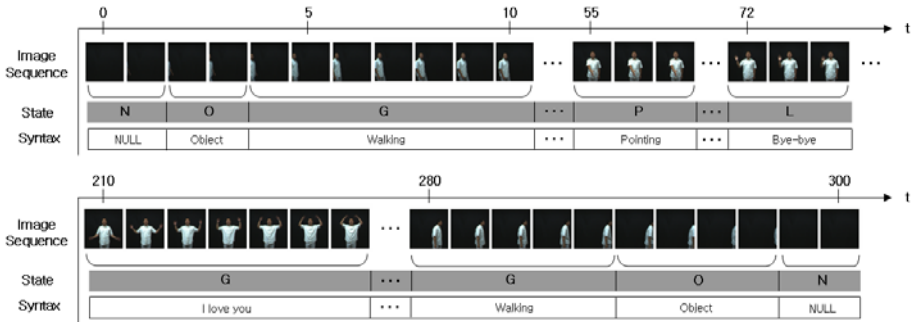 0 5 10 55 72 t
Image
Sequence ··· ··· ···
State N O G ··· P ··· L
Syntax NULL Object Walking ··· Pointing ··· Bye-bye
210 280 300 t
Image
Sequence ···
State G ··· G O N
Syntax I love you ··· Walking Object NULL